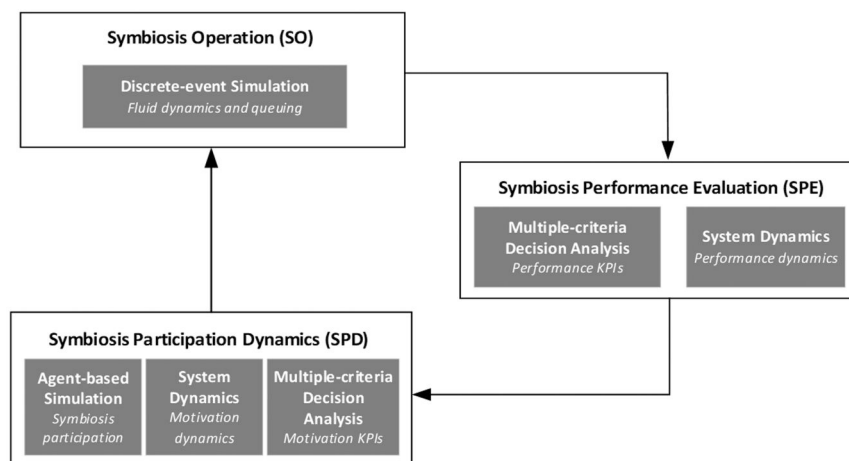 Symbiosis Operation (SO)
Discrete-event Simulation
Fluid dynamics and queuing
Symbiosis Performance Evaluation (SPE)
Multiple-criteria
Decision Analysis
Performance KPIs
System Dynamics
Performance dynamics
Symbiosis Participation Dynamics (SPD)
Agent-based
Simulation
Symbiosis
participation
System
Dynamics
Motivation
dynamics
Multiple-criteria
Decision
Analysis
Motivation KPIs